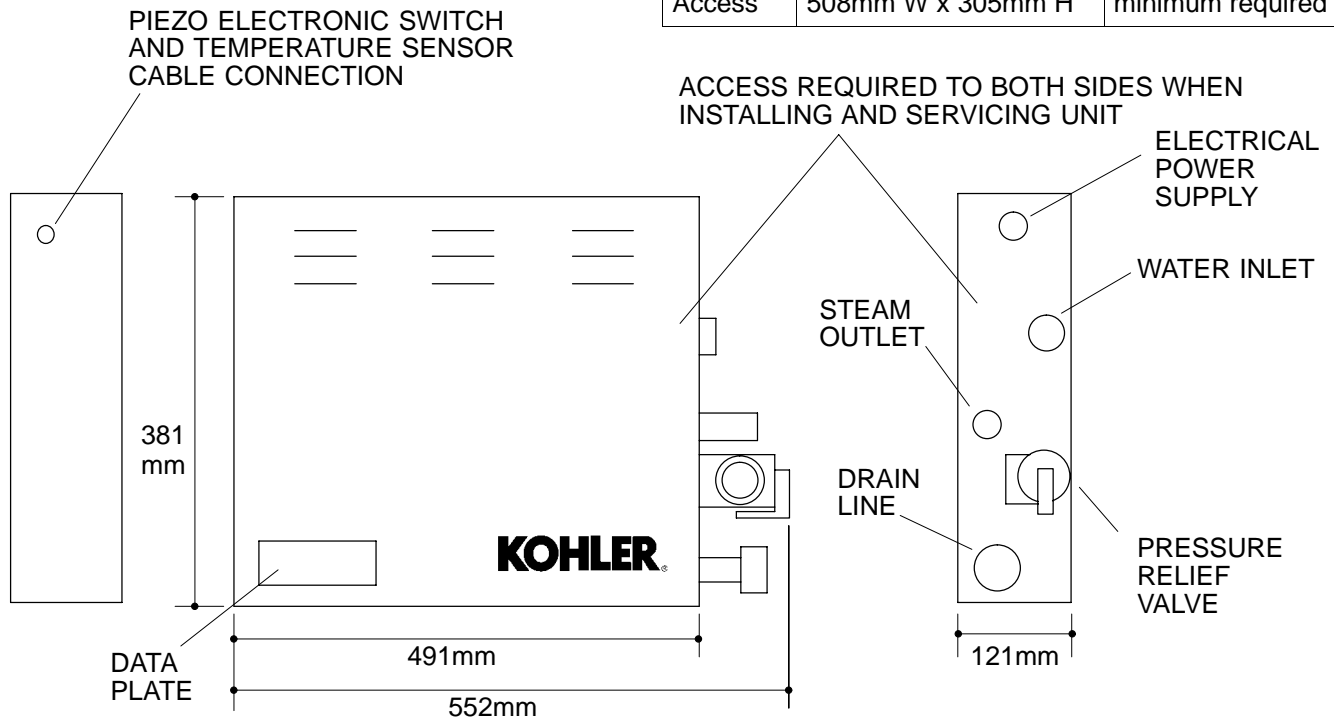 Access 508mm W x 305mm H minimum required
PIEZO ELECTRONIC SWITCH
AND TEMPERATURE SENSOR
CABLE CONNECTION
ACCESS REQUIRED TO BOTH SIDES WHEN
INSTALLING AND SERVICING UNIT
ELECTRICAL
POWER
SUPPLY
WATER INLET
STEAM
OUTLET
381
mm
DRAIN
LINE
KOHLER®
PRESSURE
RELIEF
VALVE
DATA
PLATE
491mm
121mm
552mm